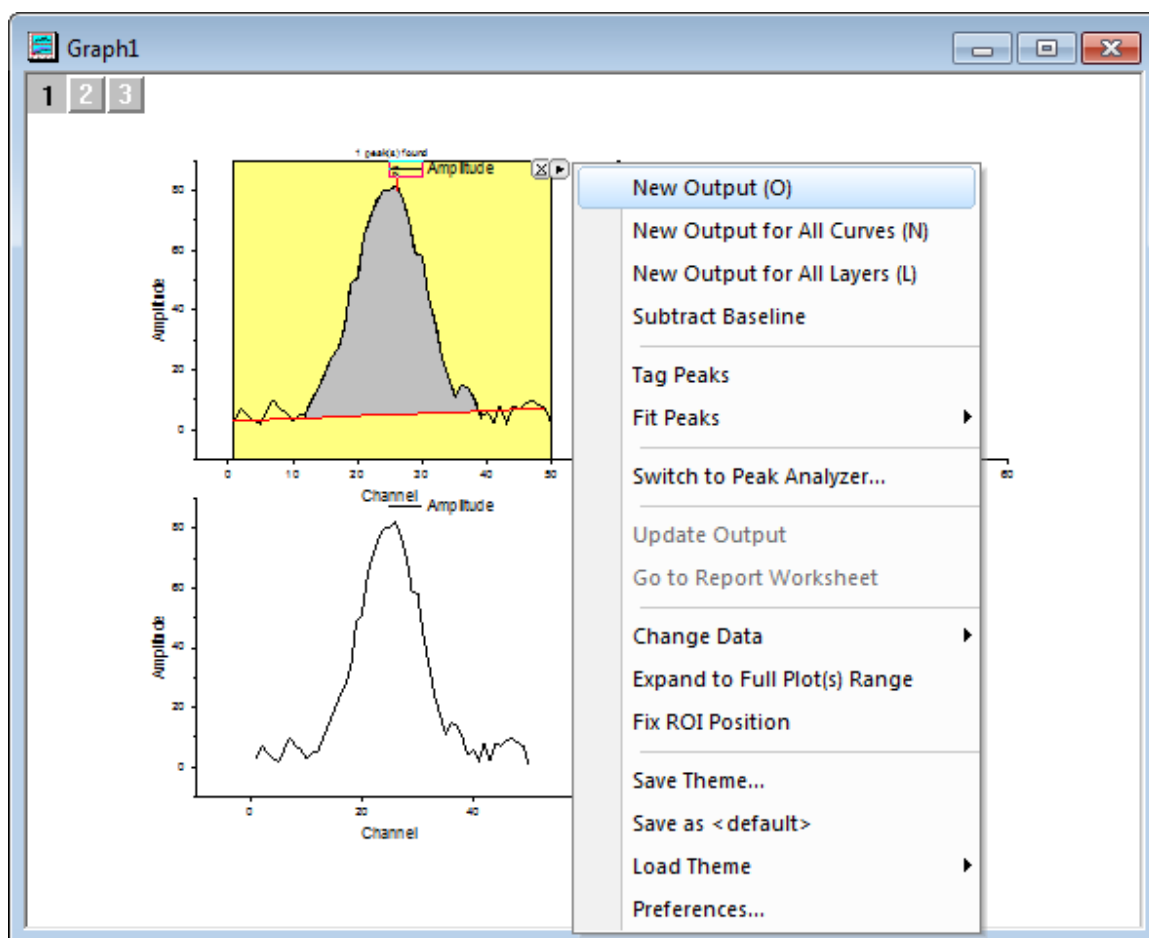 Graph1
1 2 3
1 peak(s) found
Amplitude
80
60
40
20
0
Amplitude
0 10 20 30 40 50 60
Channel
Amplitude
80
60
40
20
0
Amplitude
0 20 40
Channel
New Output (O)
New Output for All Curves (N)
New Output for All Layers (L)
Subtract Baseline
Tag Peaks
Fit Peaks
Switch to Peak Analyzer...
Update Output
Go to Report Worksheet
Change Data
Expand to Full Plot(s) Range
Fix ROI Position
Save Theme...
Save as <default>
Load Theme
Preferences...